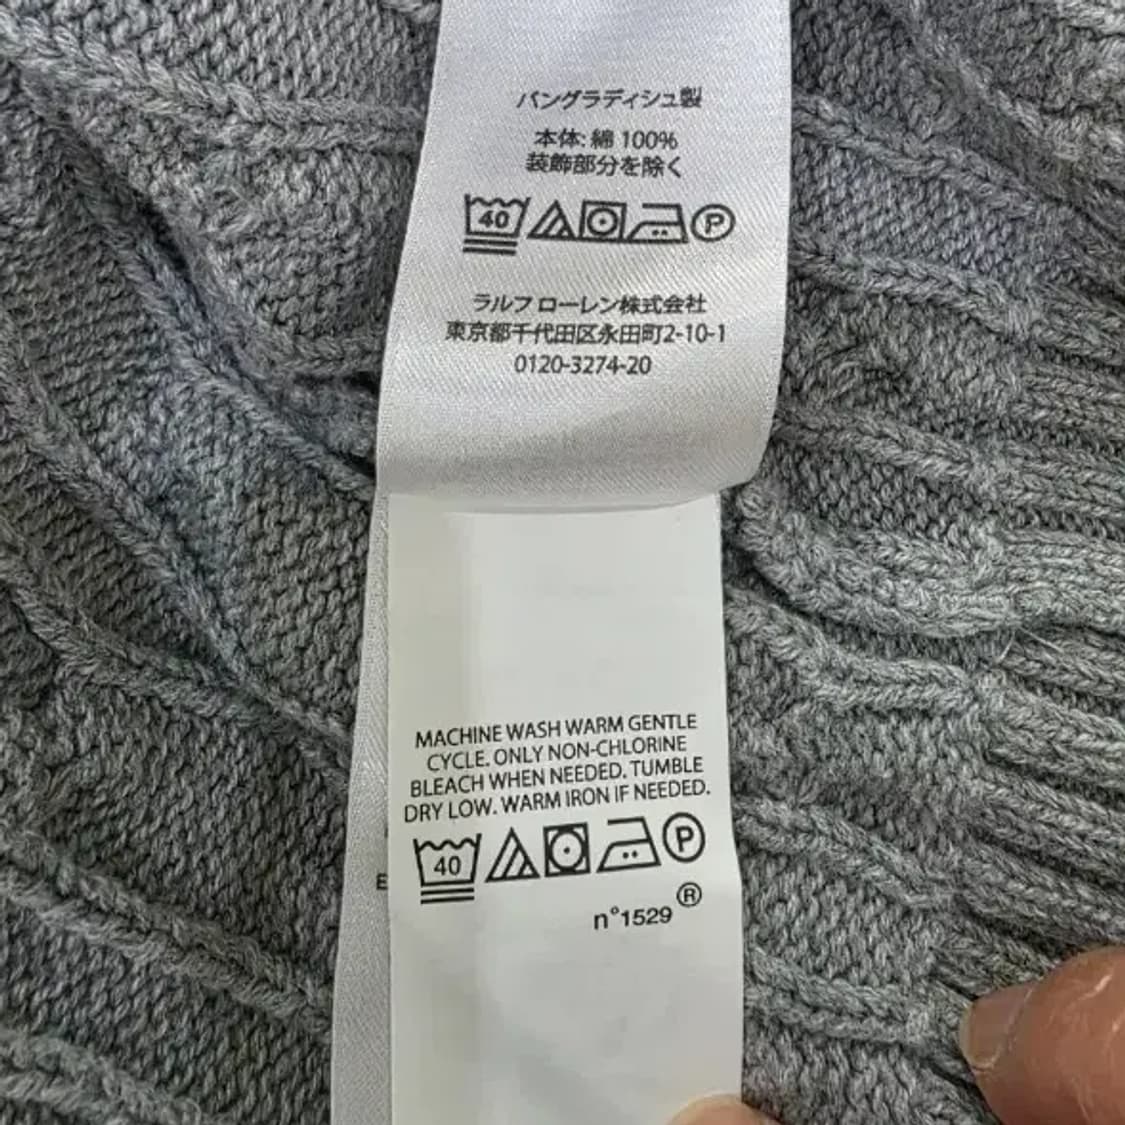 バングラディシュ製
本体: 綿 100%
装飾部分を除く
40
P
ラルフ ローレン株式会社
東京都千代田区永田町2-10-1
0120-3274-20
MACHINE WASH WARM GENTLE
CYCLE. ONLY NON-CHLORINE
BLEACH WHEN NEEDED. TUMBLE
DRY LOW. WARM IRON IF NEEDED.
40
P
E
n°1529 ®